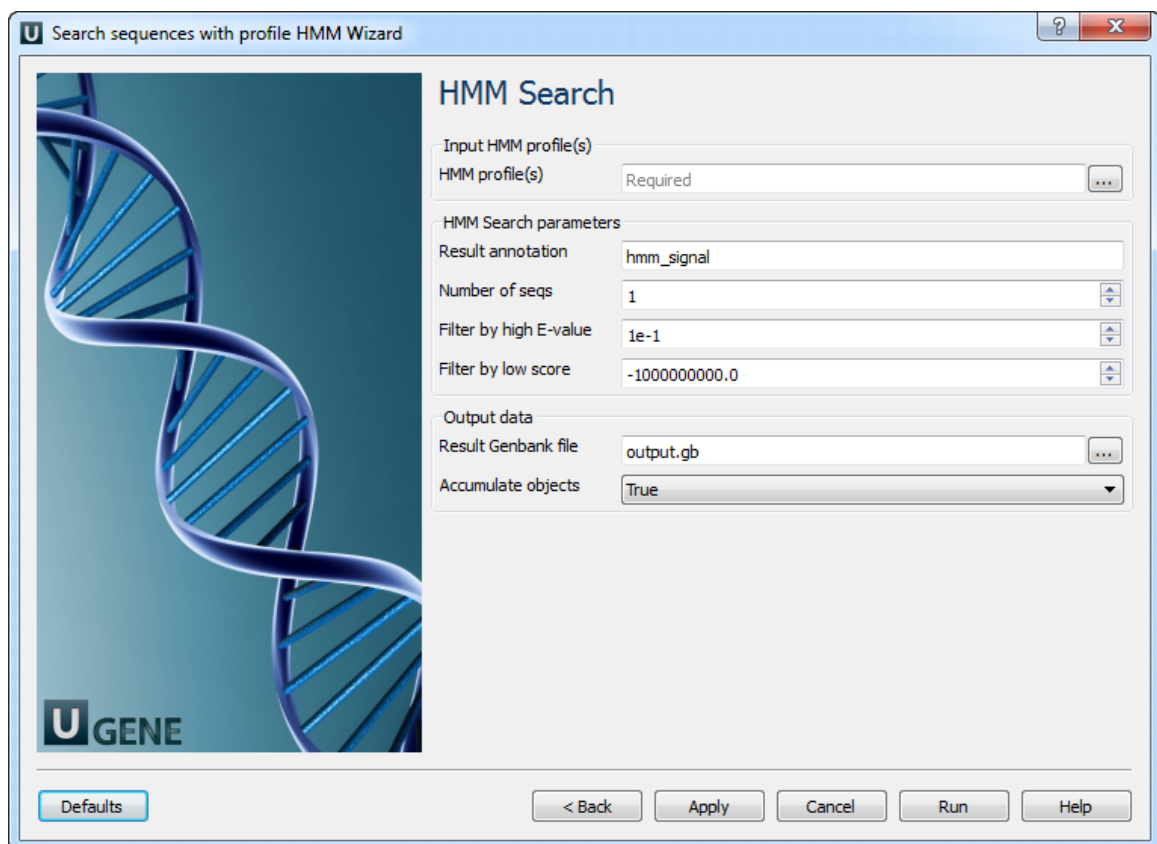 U Search sequences with profile HMM Wizard
? X
HMM Search
Input HMM profile(s)
HMM profile(s) Required ...
HMM Search parameters
Result annotation hmm_signal
Number of seqs 1
Filter by high E-value 1e-1
Filter by low score -1000000000.0
Output data
Result Genbank file output.gb ...
Accumulate objects True
U GENE
Defaults < Back Apply Cancel Run Help